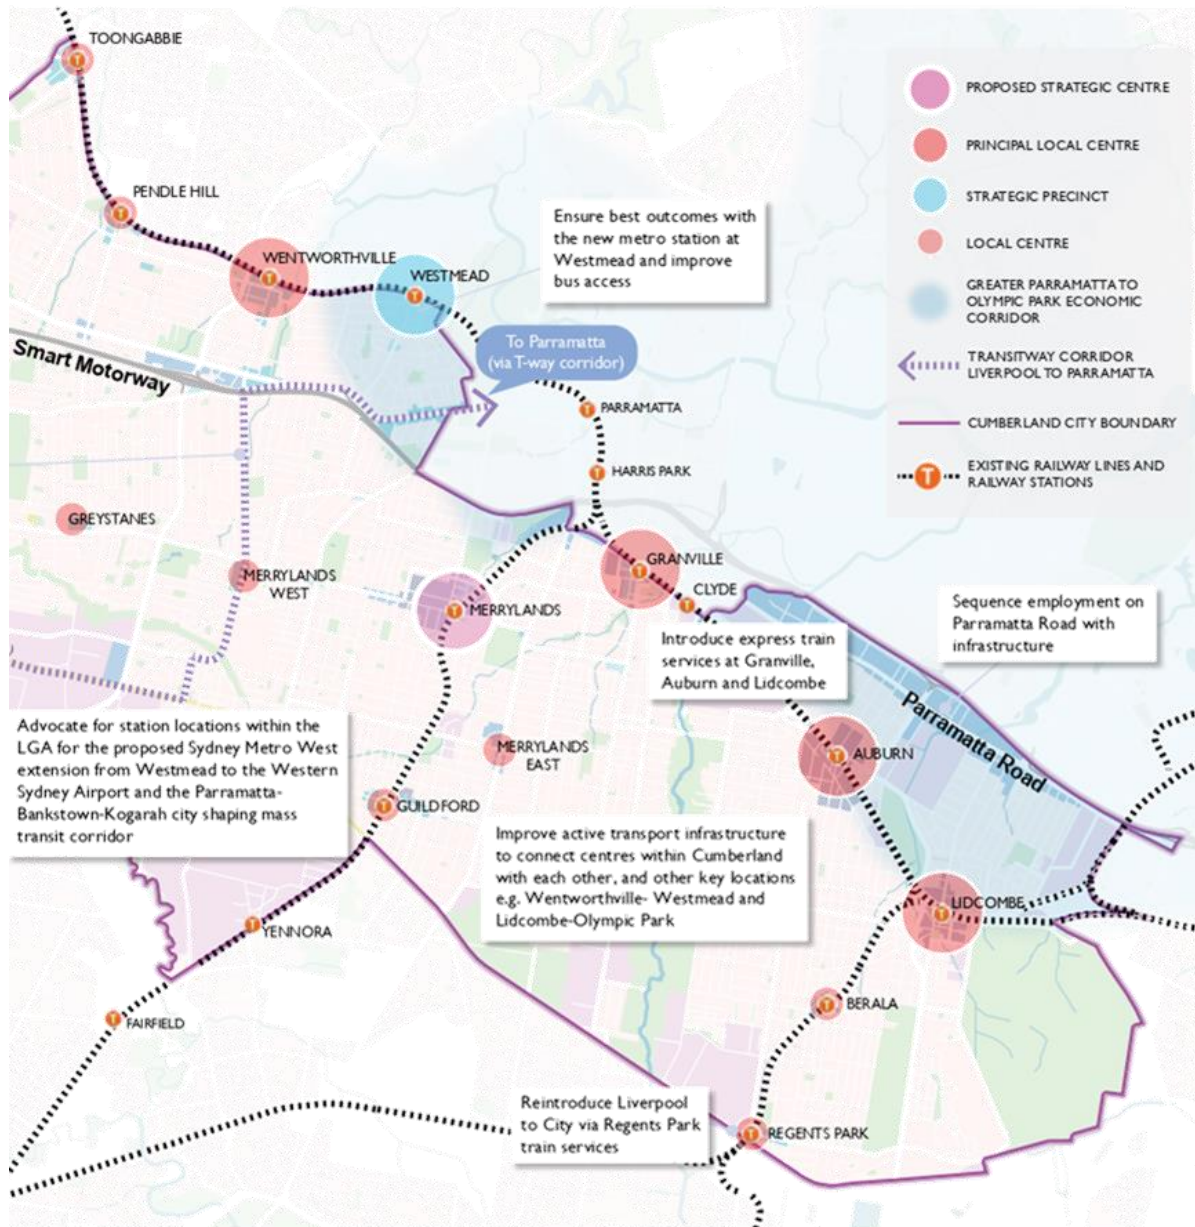 TOONGABBIE
PENDLE HILL
WENTWORTHVILLE
WESTMEAD
Smart Motorway
To Parramatta
(via T-way corridor)
PARRAMATTA
HARRIS PARK
GREYSTANES
MERRYLANDS
WEST
MERRYLANDS
GRANVILLE
CLYDE
MERRYLANDS
EAST
GUILDFORD
AUBURN
Parramatta Road
LIDCOMBE
YENNORA
FAIRFIELD
BERALA
REGENTS PARK
Ensure best outcomes with
the new metro station at
Westmead and improve
bus access
Introduce express train
services at Granville,
Auburn and Lidcombe
Sequence employment on
Parramatta Road with
infrastructure
Advocate for station locations within the
LGA for the proposed Sydney Metro West
extension from Westmead to the Western
Sydney Airport and the Parramatta-
Bankstown-Kogarah city shaping mass
transit corridor
Improve active transport infrastructure
to connect centres within Cumberland
with each other, and other key locations
e.g. Wentworthville- Westmead and
Lidcombe-Olympic Park
Reintroduce Liverpool
to City via Regents Park
train services
PROPOSED STRATEGIC CENTRE
PRINCIPAL LOCAL CENTRE
STRATEGIC PRECINCT
LOCAL CENTRE
GREATER PARRAMATTA TO
OLYMPIC PARK ECONOMIC
CORRIDOR
TRANSITWAY CORRIDOR
LIVERPOOL TO PARRAMATTA
CUMBERLAND CITY BOUNDARY
T
EXISTING RAILWAY LINES AND
RAILWAY STATIONS